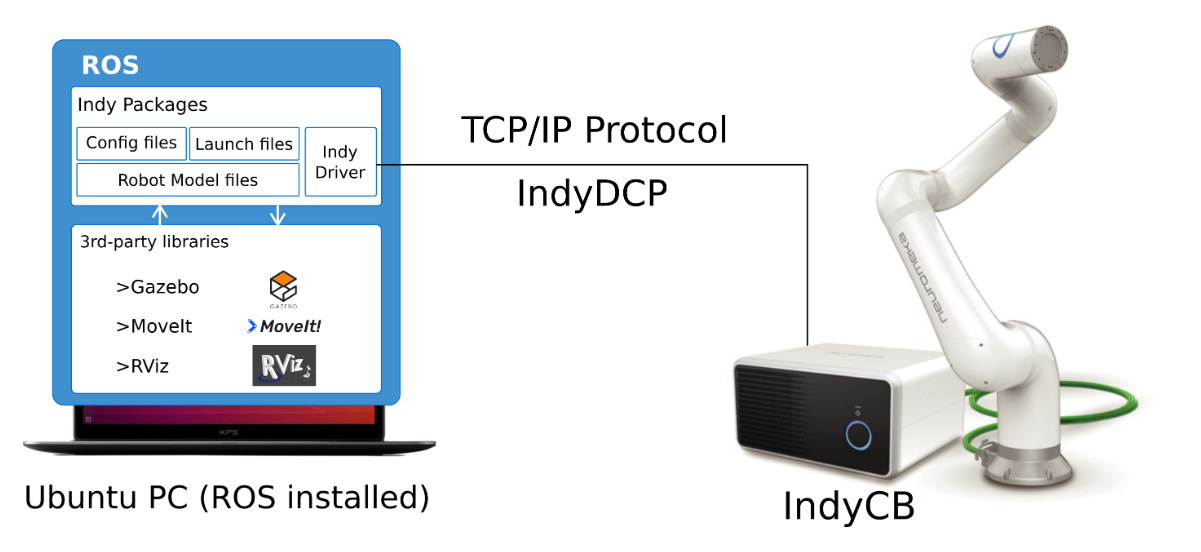 ROS
Indy Packages
Config files
Launch files
Indy
Driver
Robot Model files
3rd-party libraries
>Gazebo
GAZEBO
>MoveIt
>MoveIt!
>RViz
RViz
XPS
Ubuntu PC (ROS installed)
TCP/IP Protocol
IndyDCP
neuromeka
IndyCB